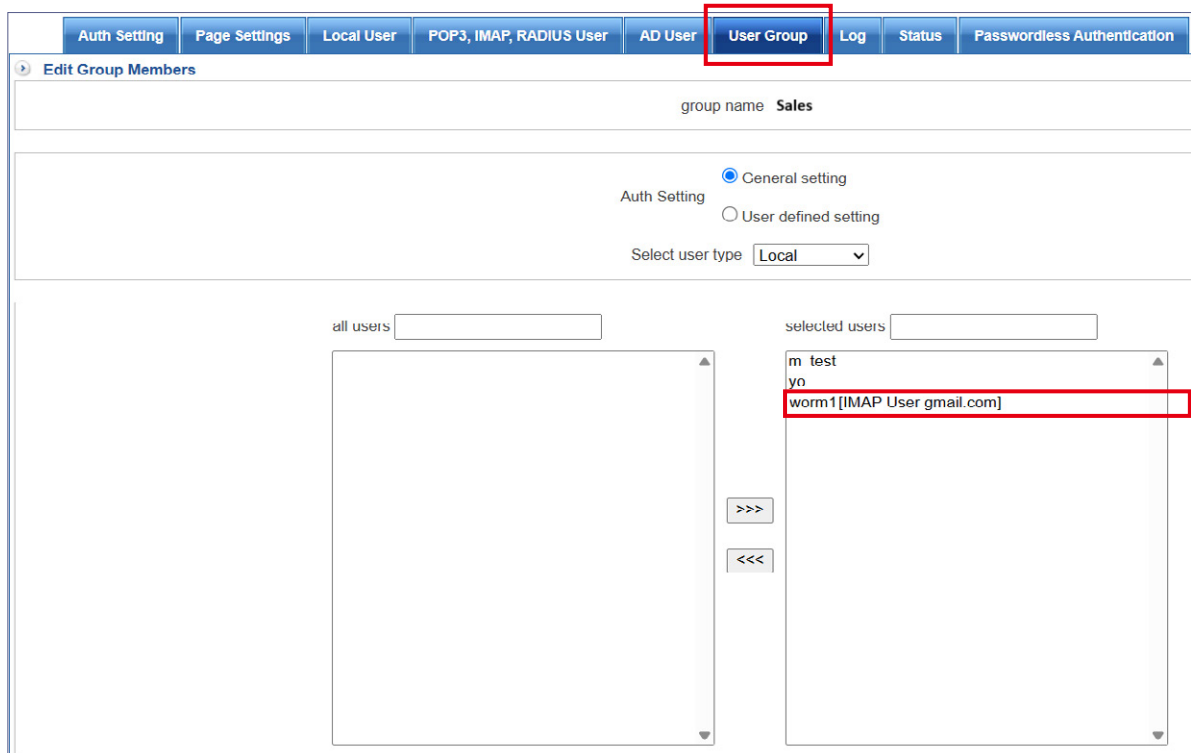 Auth Setting Page Settings Local User POP3, IMAP, RADIUS User AD User User Group Log Status Passwordless Authentication
Edit Group Members
group name Sales
General setting
Auth Setting
User defined setting
Select user type Local
all users selected users
m test
yo
worm1[IMAP User gmail.com]
>>>
<<<